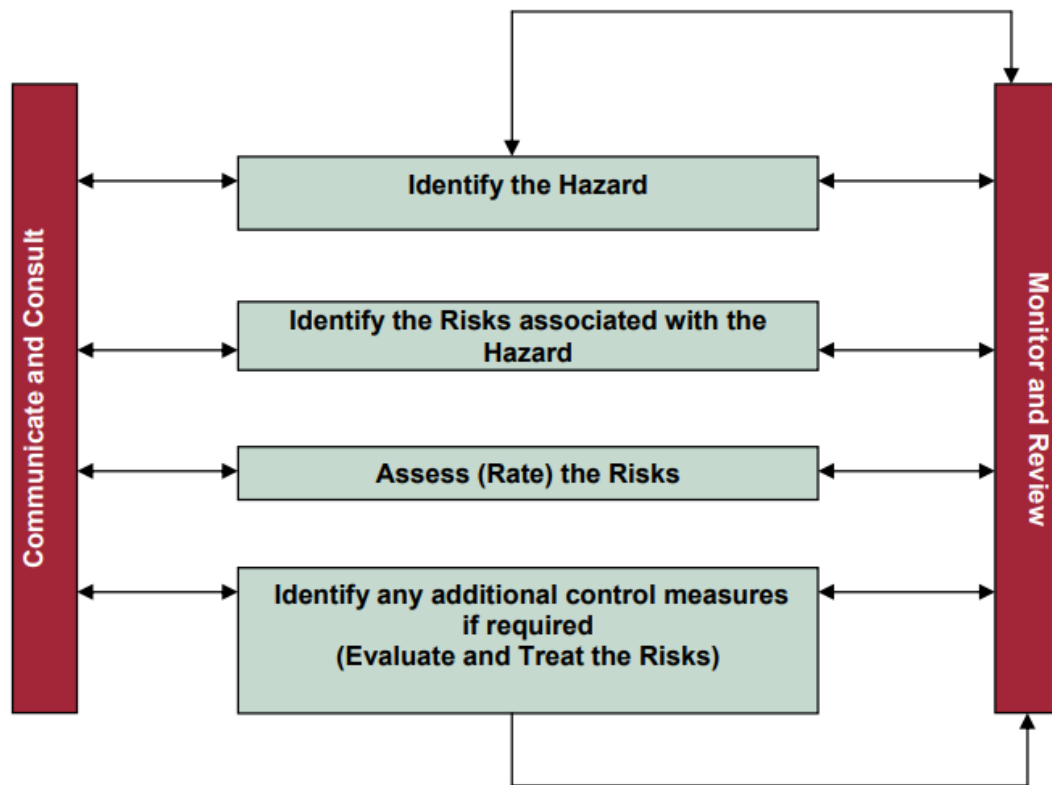 Communicate and Consult
Identify the Hazard
Identify the Risks associated with the
Hazard
Assess (Rate) the Risks
Identify any additional control measures
if required
(Evaluate and Treat the Risks)
Monitor and Review